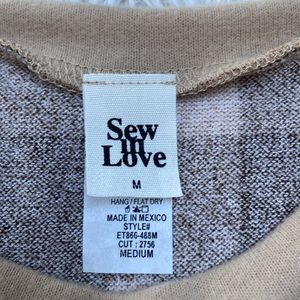 Sew
in
Love
M
HANG / FLAT DRY
MADE IN MEXICO
STYLE#
ET866-488M
CUT : 2756
MEDIUM